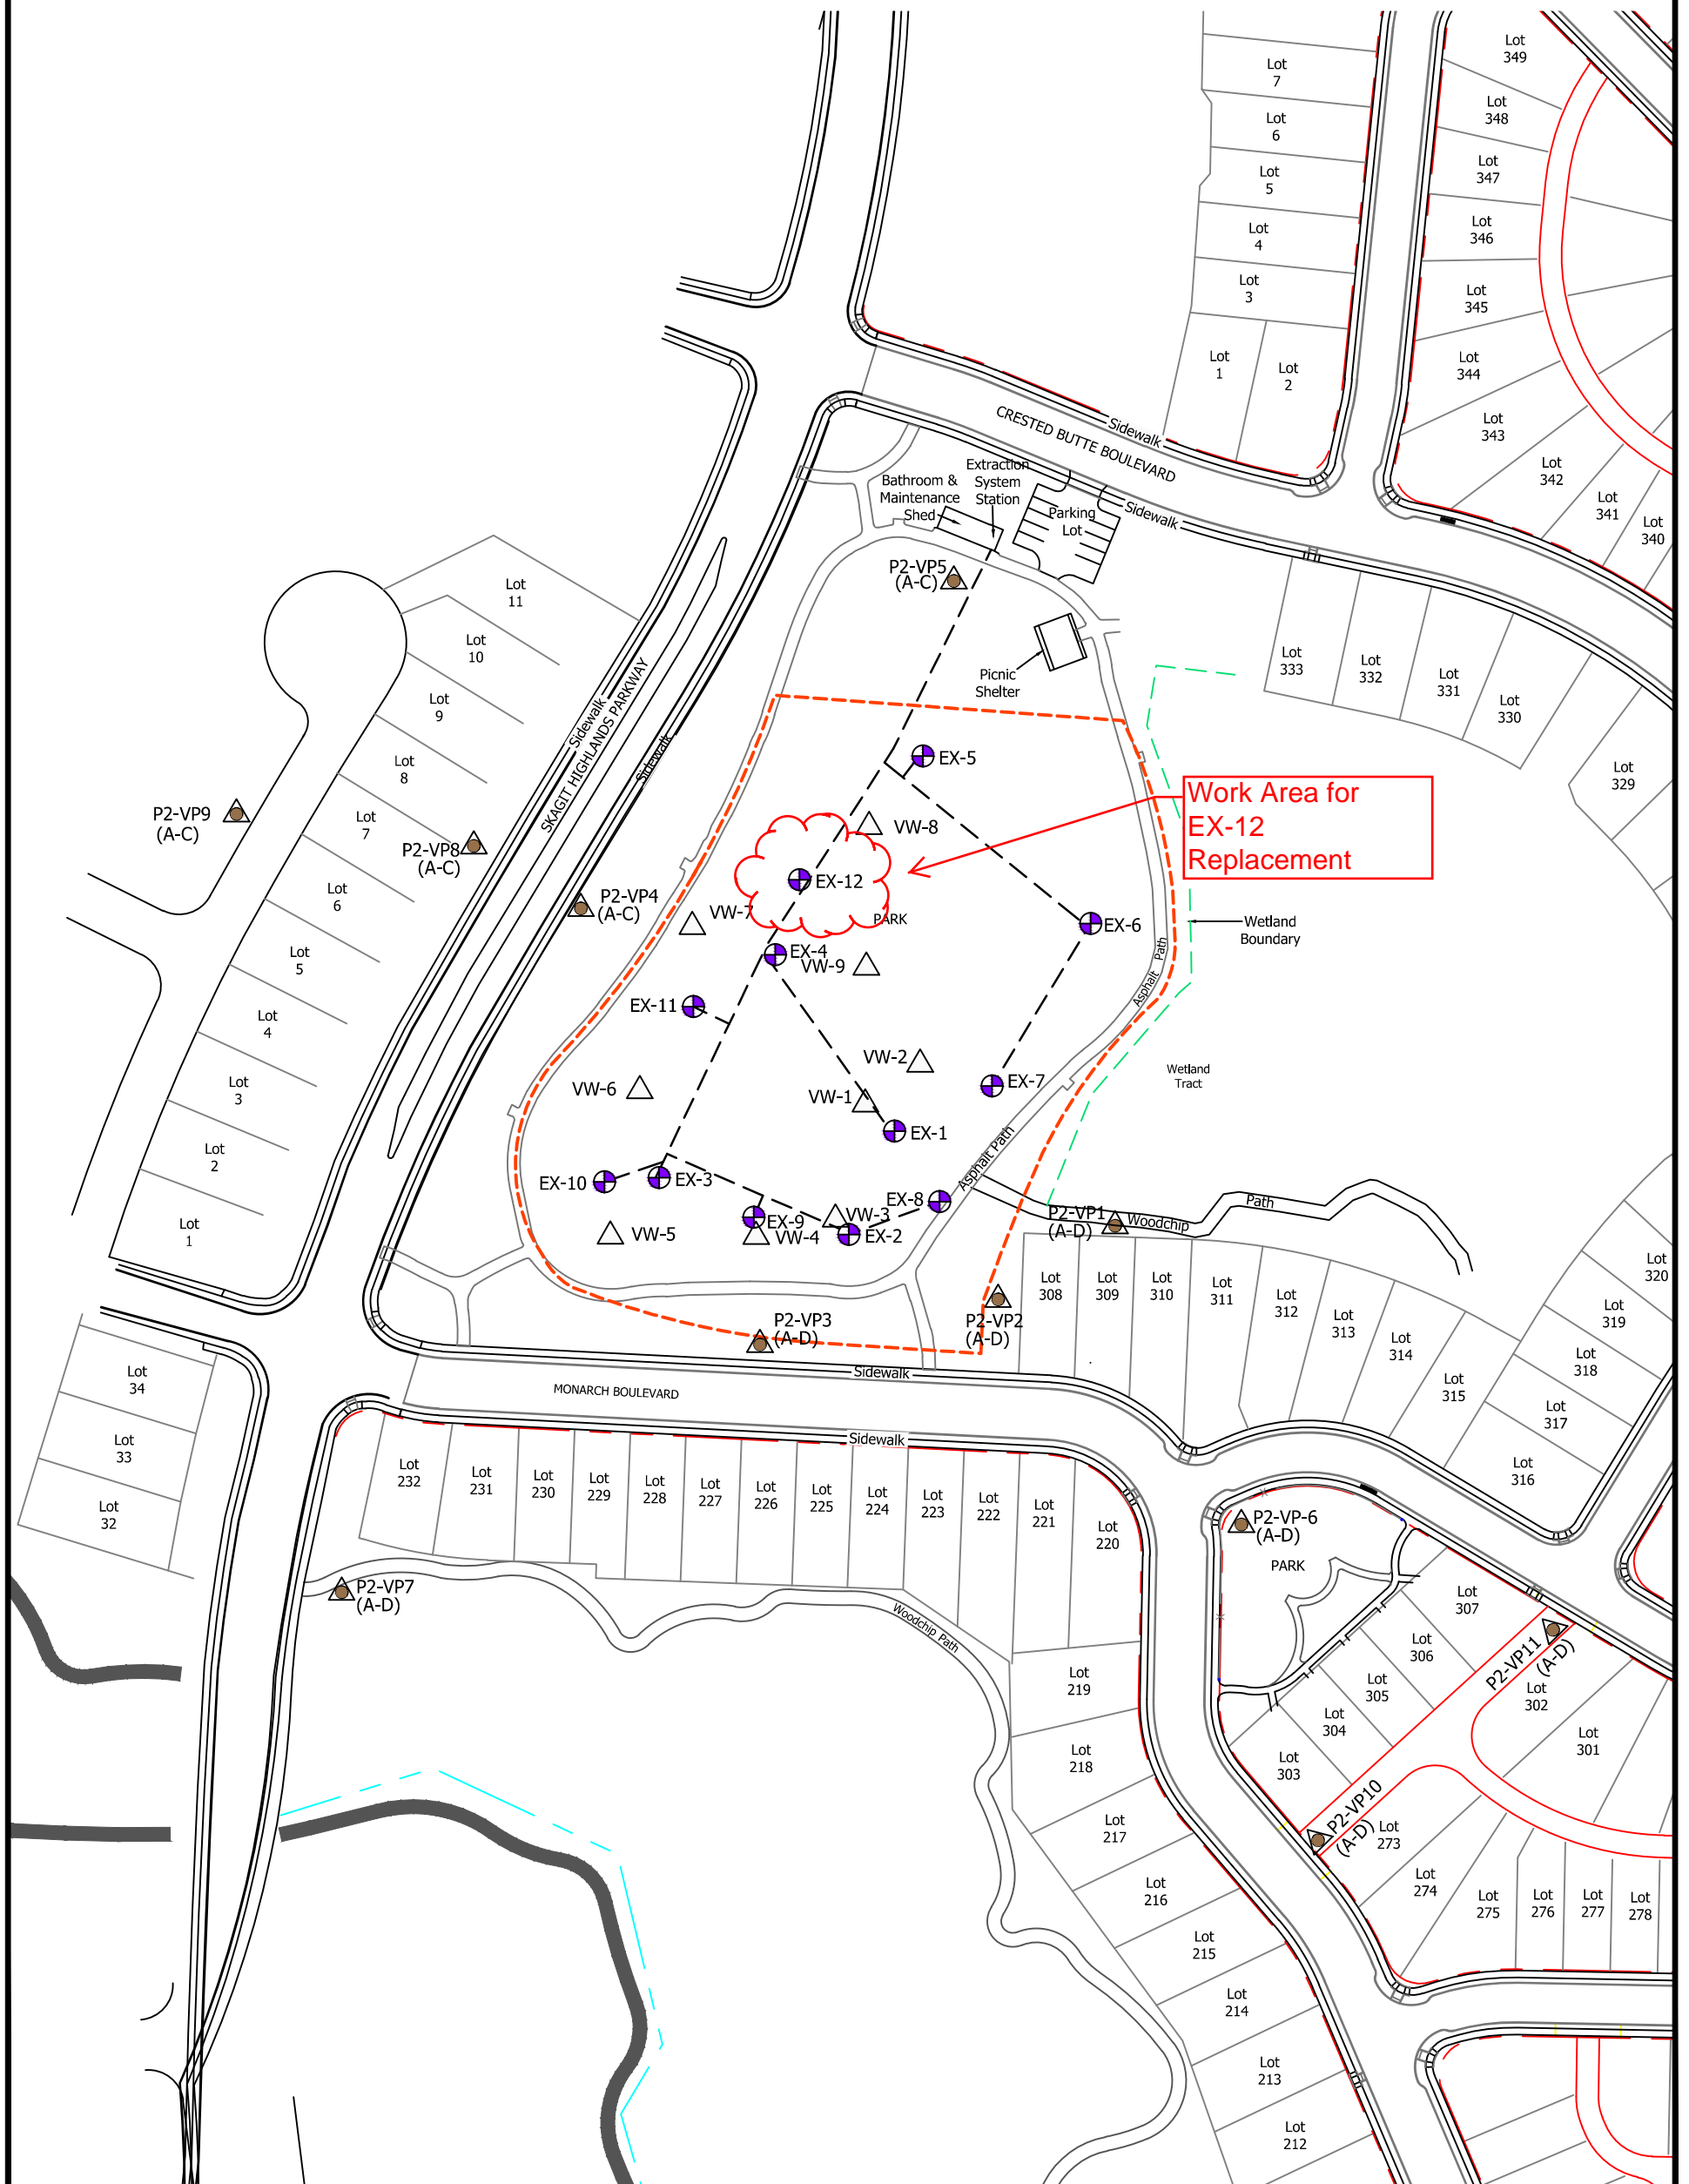 Lot
349
Lot
7
Lot
348
Lot
6
Lot
347
Lot
5
Lot
346
Lot
4
Lot
345
Lot
3
Lot
344
Lot
1
Lot
2
Lot
343
Sidewalk
CRESTED BUTTE BOULEVARD
Lot
342
Lot
341
Lot
340
Extraction
System
Station
Bathroom &
Maintenance
Shed
Parking
Lot
Sidewalk
P2-VP5
(A-C)
Lot
11
Lot
10
Lot
9
Lot
8
Lot
7
Lot
6
Lot
5
Lot
4
Lot
3
Lot
2
Lot
1
Sidewalk
SKAGIT HIGHLANDS PARKWAY
Sidewalk
Picnic
Shelter
Lot
333
Lot
332
Lot
331
Lot
330
Lot
329
EX-5
Work Area for
EX-12
Replacement
P2-VP9
(A-C)
P2-VP8
(A-C)
P2-VP4
(A-C)
VW-8
EX-12
VW-7
PARK
EX-6
Wetland
Boundary
EX-4
VW-9
Asphalt Path
EX-11
VW-2
EX-7
Wetland
Tract
VW-6
VW-1
EX-1
Asphalt Path
EX-10
EX-3
EX-8
EX-9
VW-3
VW-5
VW-4
EX-2
P2-VP1
(A-D)
Woodchip
Path
Lot
308
Lot
309
Lot
310
Lot
311
Lot
312
Lot
313
Lot
314
Lot
315
Lot
316
Lot
317
Lot
318
Lot
319
Lot
320
P2-VP3
(A-D)
P2-VP2
(A-D)
Sidewalk
MONARCH BOULEVARD
Sidewalk
Lot
34
Lot
33
Lot
32
Lot
232
Lot
231
Lot
230
Lot
229
Lot
228
Lot
227
Lot
226
Lot
225
Lot
224
Lot
223
Lot
222
Lot
221
Lot
220
P2-VP-6
(A-D)
PARK
P2-VP7
(A-D)
Woodchip Path
Lot
307
Lot
306
Lot
305
Lot
304
Lot
303
P2-VP11
(A-D)
Lot
302
Lot
301
Lot
219
Lot
218
Lot
217
Lot
216
Lot
215
Lot
214
Lot
213
Lot
212
P2-VP10
(A-D)
Lot
273
Lot
274
Lot
275
Lot
276
Lot
277
Lot
278